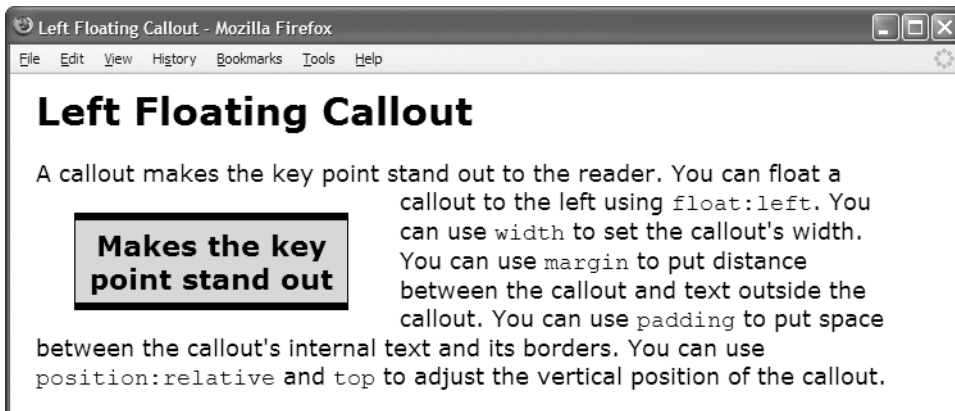 Left Floating Callout - Mozilla Firefox
File Edit View History Bookmarks Tools Help
Left Floating Callout
A callout makes the key point stand out to the reader. You can float a
callout to the left using float:left. You
can use width to set the callout's width.
You can use margin to put distance
between the callout and text outside the
callout. You can use padding to put space
Makes the key
point stand out
between the callout's internal text and its borders. You can use
position:relative and top to adjust the vertical position of the callout.